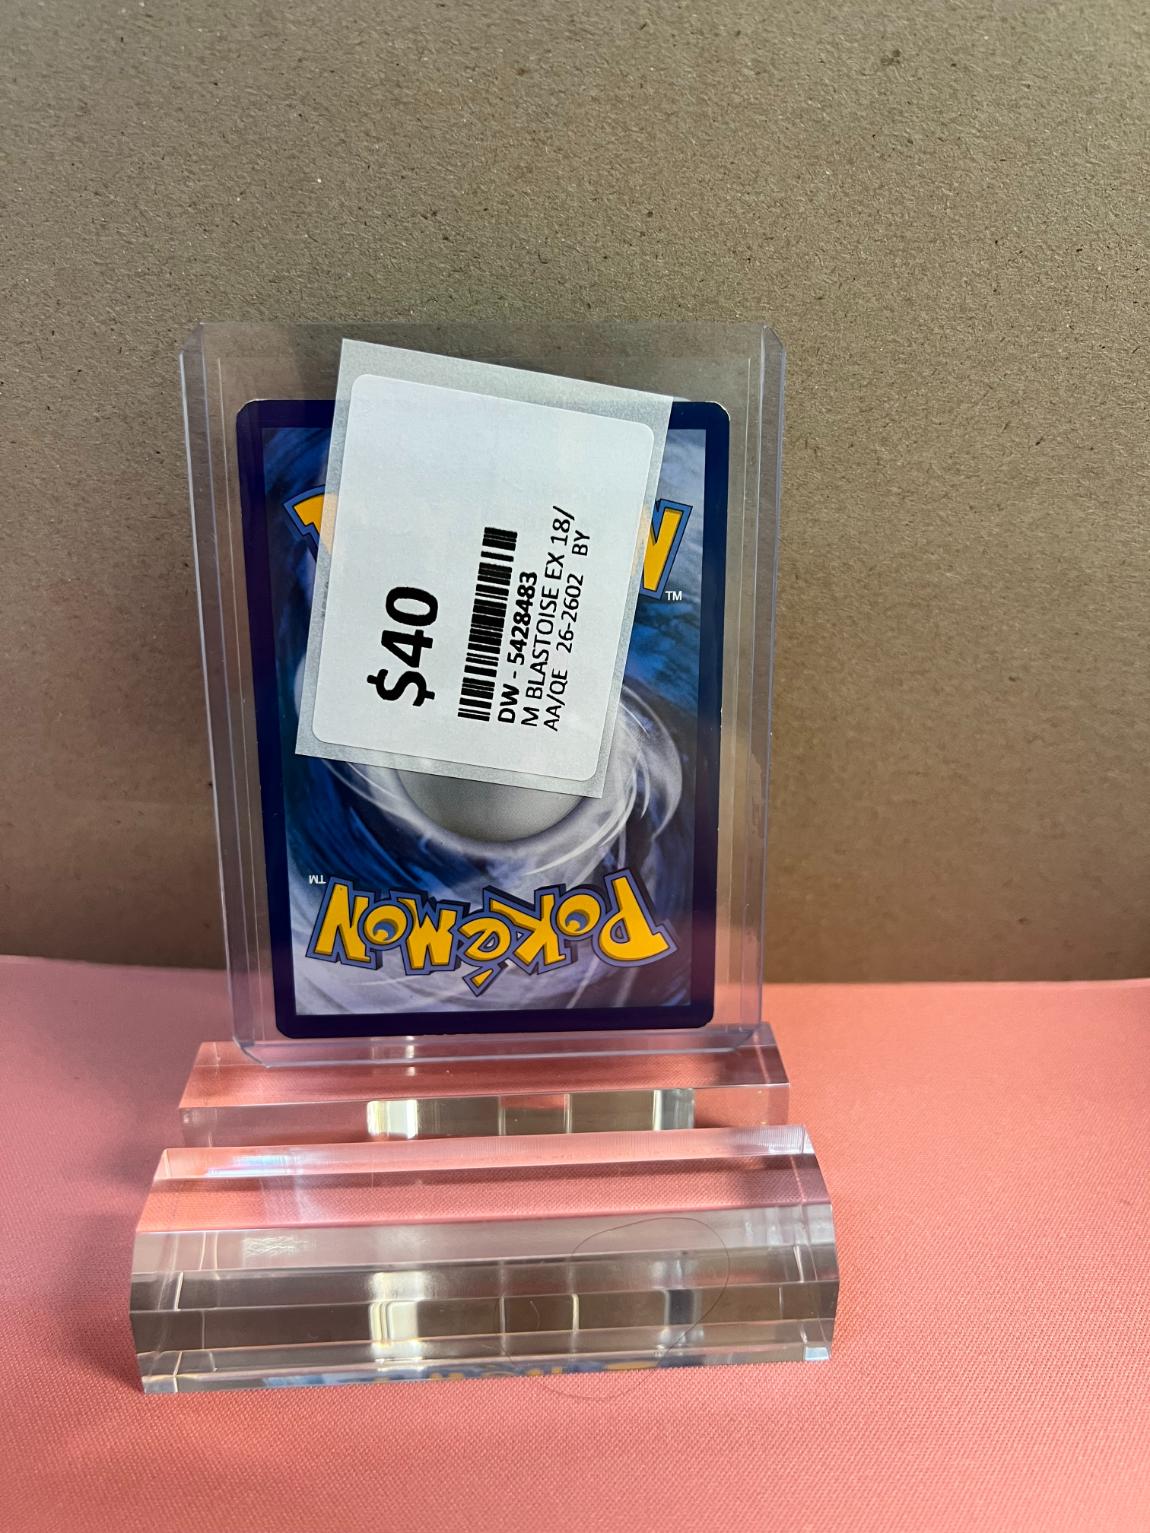 $40
DW - 5428483
M BLASTOISE EX 18/
AA/QE 26-2602 BY
TM
TM
POKéMON